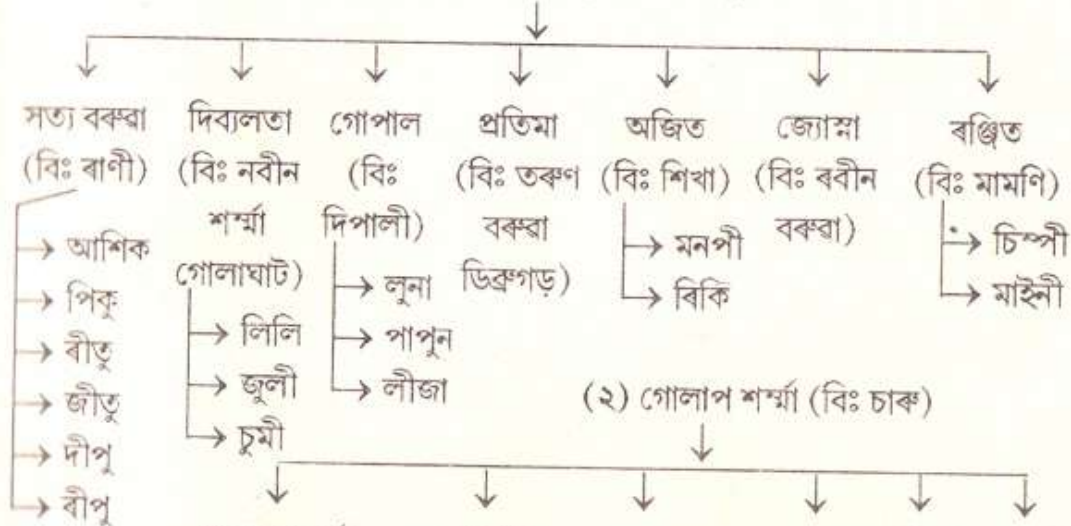 সত্য বৰুৱা দিব্যলতা গোপাল প্ৰতিমা অজিত জ্যোস্না ৰঞ্জিত
(বিঃ ৰাণী) (বিঃ নবীন (বিঃ (বিঃ তৰুণ (বিঃ শিখা) (বিঃ ৰবীন (বিঃ মামণি)
শৰ্ম্মা দিপালী) বৰুৱা মনপী বৰুৱা) চিম্পী
আশিক গোলাঘাট) লুনা ডিব্ৰুগড়) ৰিকি মাইনী
পিকু লিলি পাপুন
ৰীতু জুলী লীজা
জীতু চুমী (২) গোলাপ শৰ্ম্মা (বিঃ চাৰু)
দীপু
ৰীপু